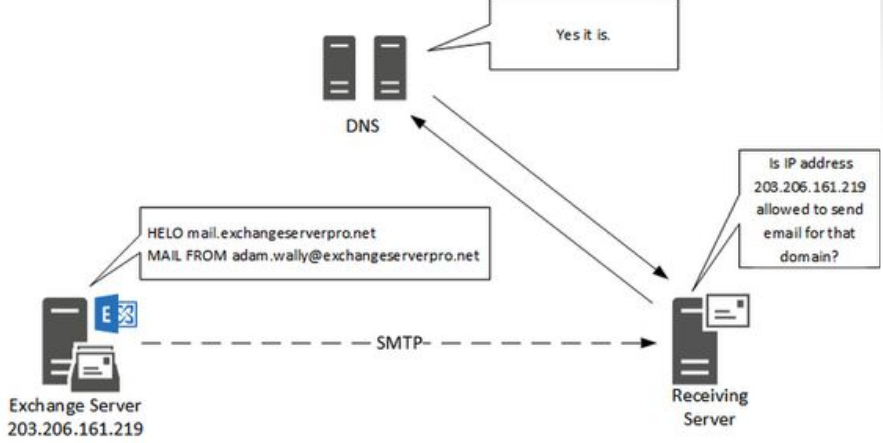 Yes it is.
DNS
Is IP address
203.206.161.219
allowed to send
email for that
domain?
HELO mail.exchangeserverpro.net
MAIL FROM adam.wally@exchangeserverpro.net
E
SMTP
Exchange Server
203.206.161.219
Receiving
Server